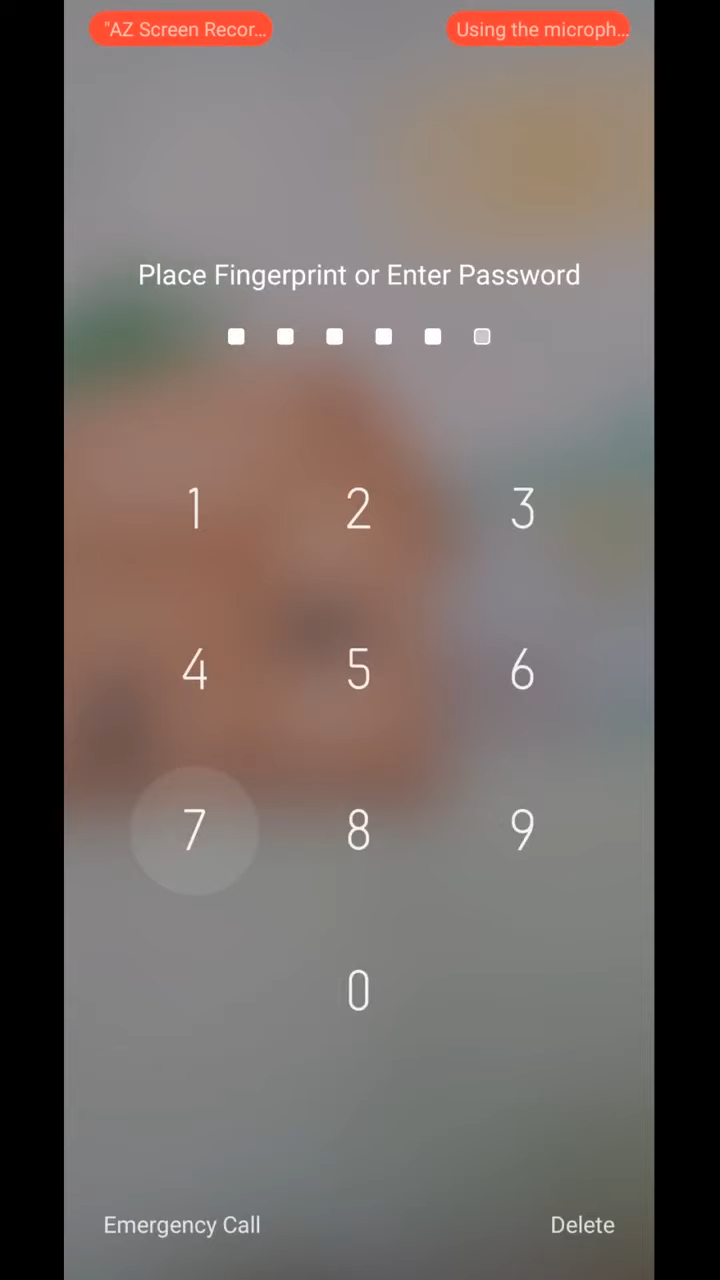 "AZ Screen Recor...
Using the microph...
Place Fingerprint or Enter Password
1 2 3
4 5 6
7 8 9
0
Emergency Call
Delete